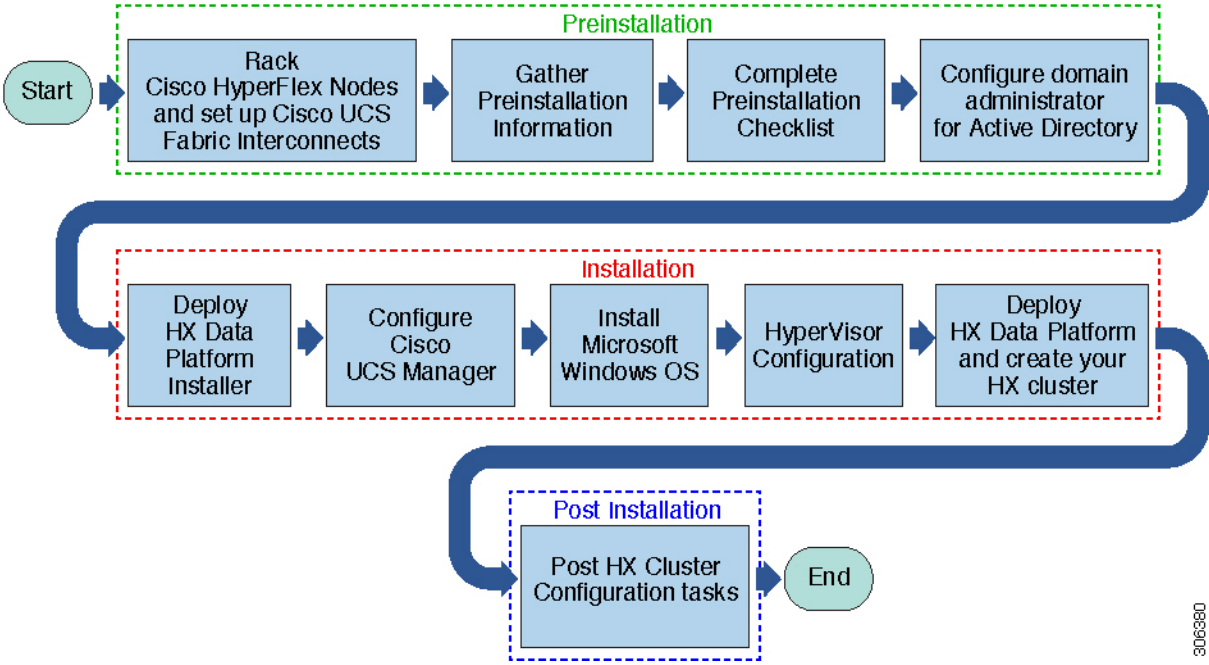 Preinstallation
Start
Rack
Cisco HyperFlex Nodes
and set up Cisco UCS
Fabric Interconnects
Gather
Preinstallation
Information
Complete
Preinstallation
Checklist
Configure domain
administrator
for Active Directory
Installation
Deploy
HX Data
Platform
Installer
Configure
Cisco
UCS Manager
Install
Microsoft
Windows OS
HyperVisor
Configuration
Deploy
HX Data Platform
and create your
HX cluster
Post Installation
Post HX Cluster
Configuration tasks
End
306380